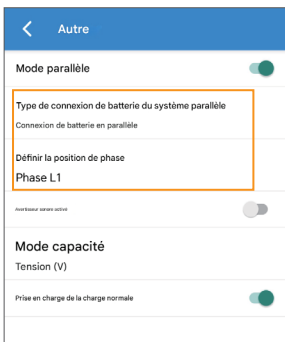 Autre
Mode parallèle
Type de connexion de batterie du système parallèle
Connexion de batterie en parallèle
Définir la position de phase
Phase L1
Avertisseur sonore activé
Mode capacité
Tension (V)
Prise en charge de la charge normale